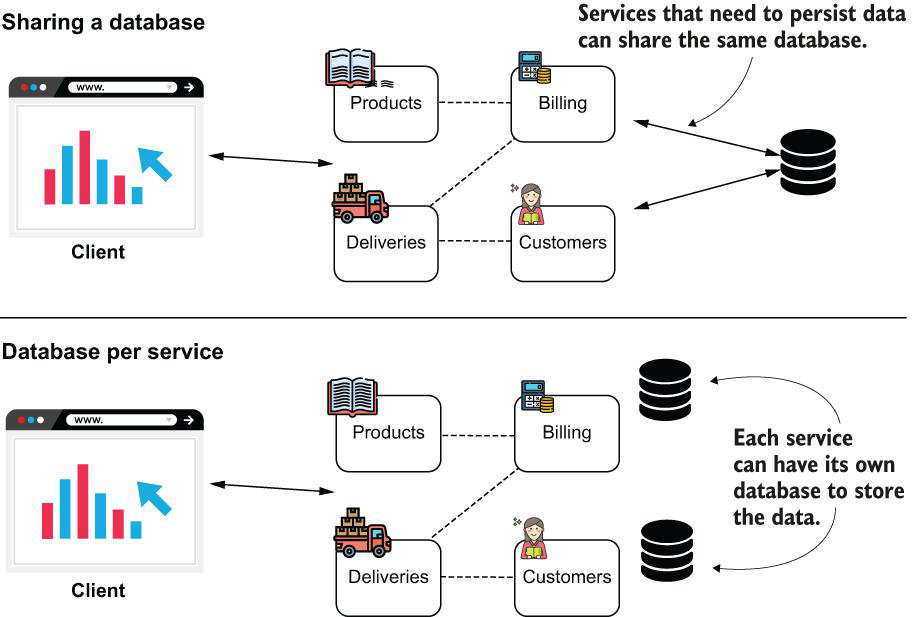 Sharing a database
Services that need to persist data
can share the same database.
www.
Products
Billing
Deliveries
Customers
Client
Database per service
www.
Products
Billing
Each service
can have its own
database to store
the data.
Deliveries
Customers
Client